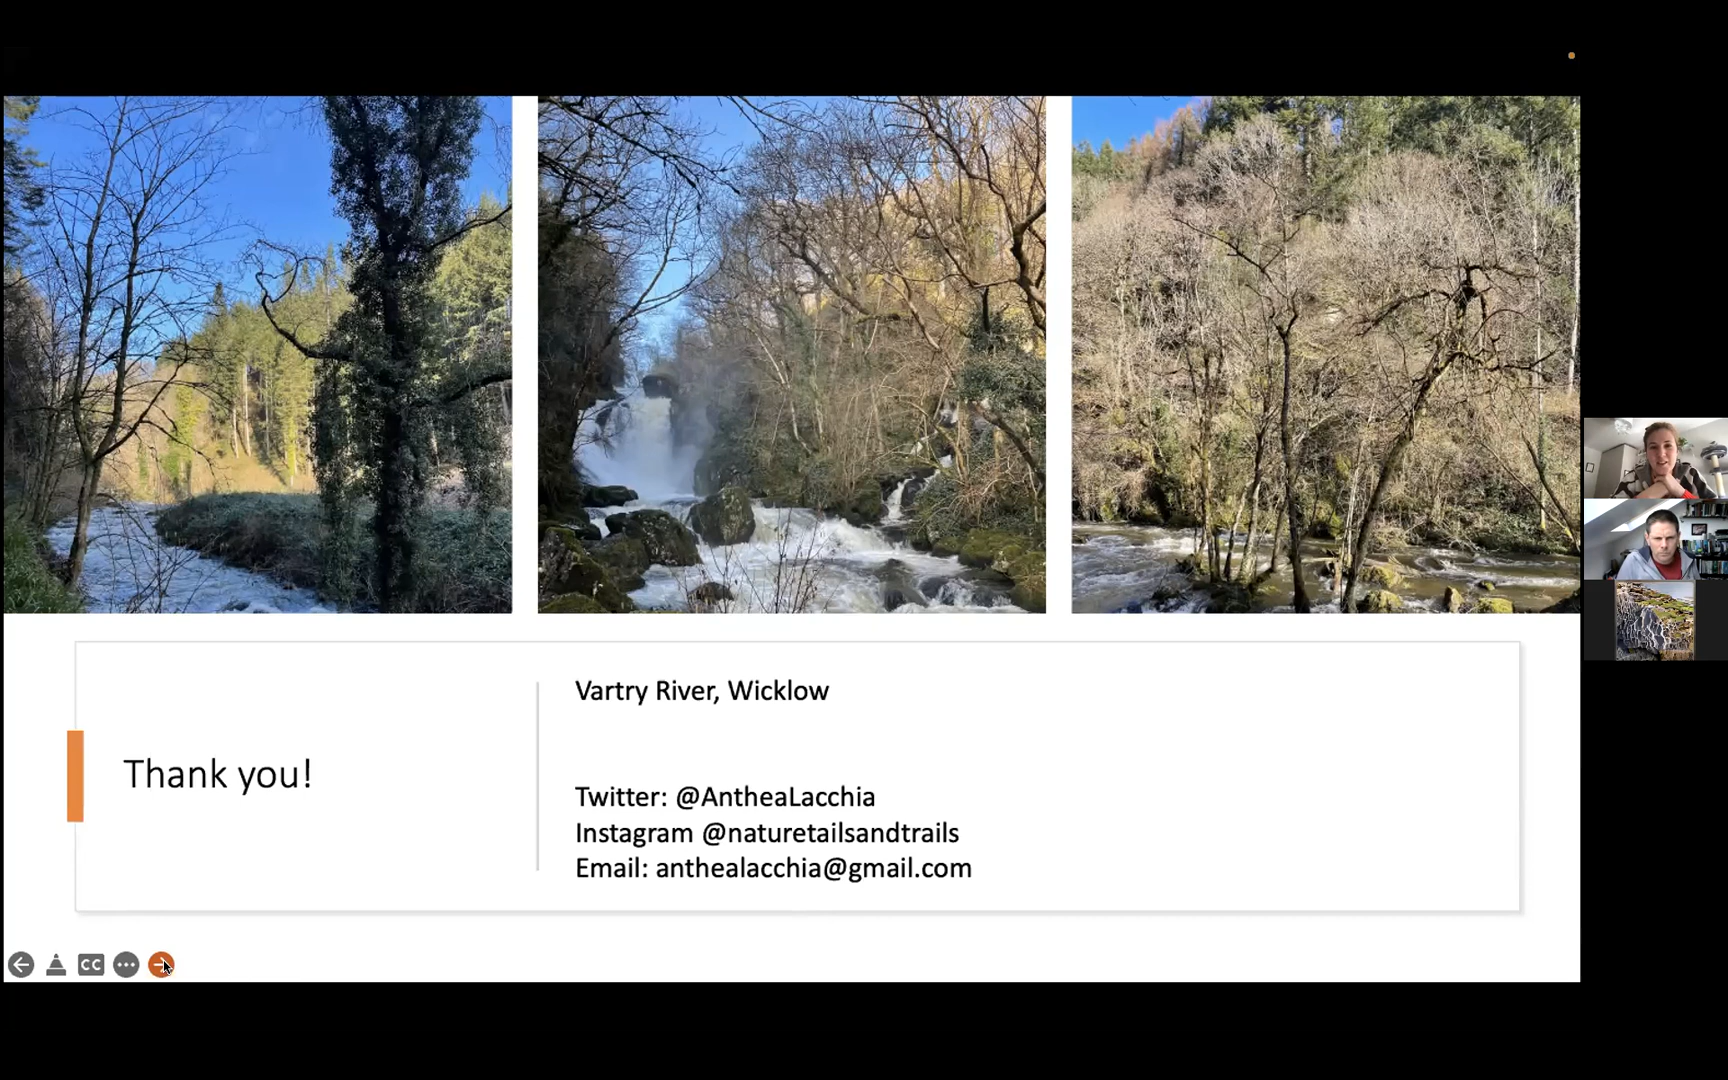 Thank you!
Vartry River, Wicklow
Twitter: @AntheaLacchia
Instagram @naturetailsandtrails
Email: anthealacchia@gmail.com
CC